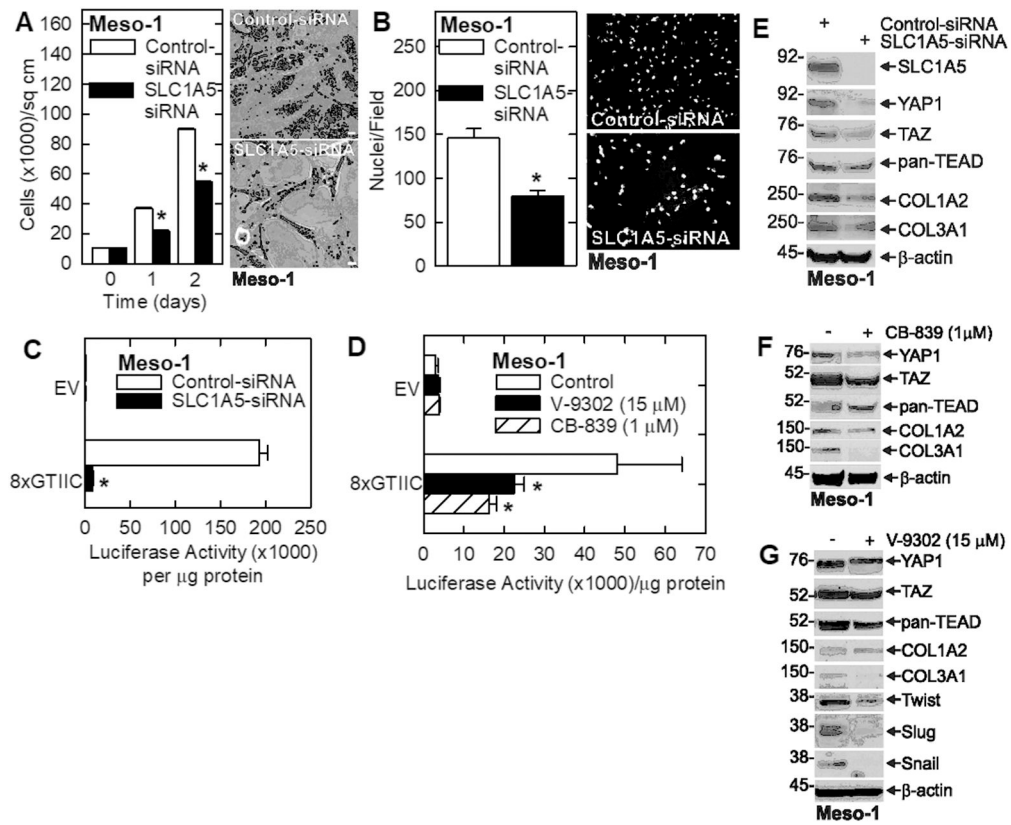 A
Meso-1
Control-siRNA
SLC1A5-siRNA
Cells (x1000)/sq cm
160
140
120
100
80
60
40
20
0
*
*
0 1 2
Time (days)
Control-siRNA
SLC1A5-siRNA
Meso-1
B
Meso-1
Control-siRNA
SLC1A5-siRNA
Nuclei/Field
250
200
150
100
50
0
*
Control-siRNA
SLC1A5-siRNA
Meso-1
C
Meso-1
Control-siRNA
SLC1A5-siRNA
EV
8xGTIIC
*
0 50 100 150 200 250
Luciferase Activity (x1000)
per μg protein
D
Meso-1
Control
V-9302 (15 μM)
CB-839 (1 μM)
EV
8xGTIIC
*
*
0 10 20 30 40 50 60 70
Luciferase Activity (x1000)/μg protein
E
+ Control-siRNA
+ SLC1A5-siRNA
92- SLC1A5
92- YAP1
76- TAZ
76- pan-TEAD
250- COL1A2
250- COL3A1
45- β-actin
Meso-1
F
- + CB-839 (1μM)
76- YAP1
52- TAZ
52- pan-TEAD
150- COL1A2
150- COL3A1
45- β-actin
Meso-1
G
- + V-9302 (15 μM)
76- YAP1
52- TAZ
52- pan-TEAD
150- COL1A2
150- COL3A1
38- Twist
38- Slug
38- Snail
45- β-actin
Meso-1